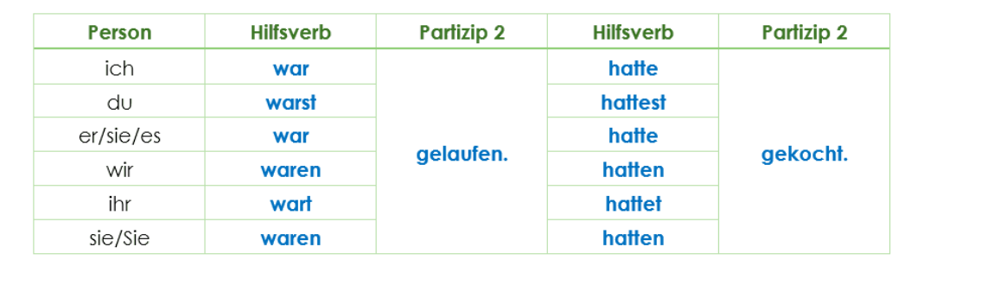 Person Hilfsverb Partizip 2 Hilfsverb Partizip 2
ich war hatte
du warst hattest
er/sie/es war hatte
gelaufen. gekocht.
wir waren hatten
ihr wart hattet
sie/Sie waren hatten